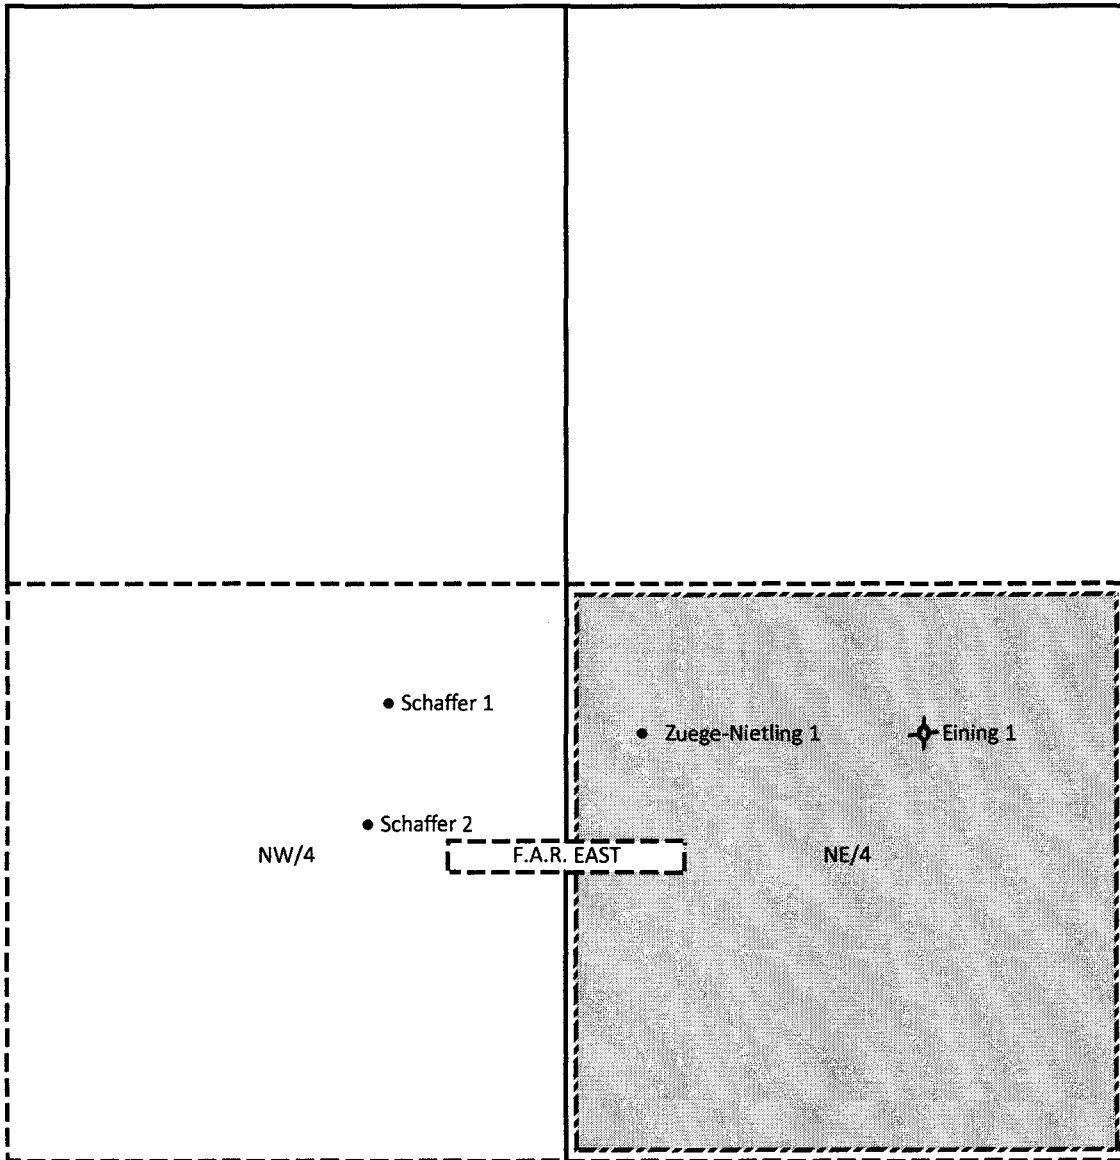 Schaffer 1
Zuege-Nietling 1
Eining 1
Schaffer 2
NW/4
F.A.R. EAST
NE/4